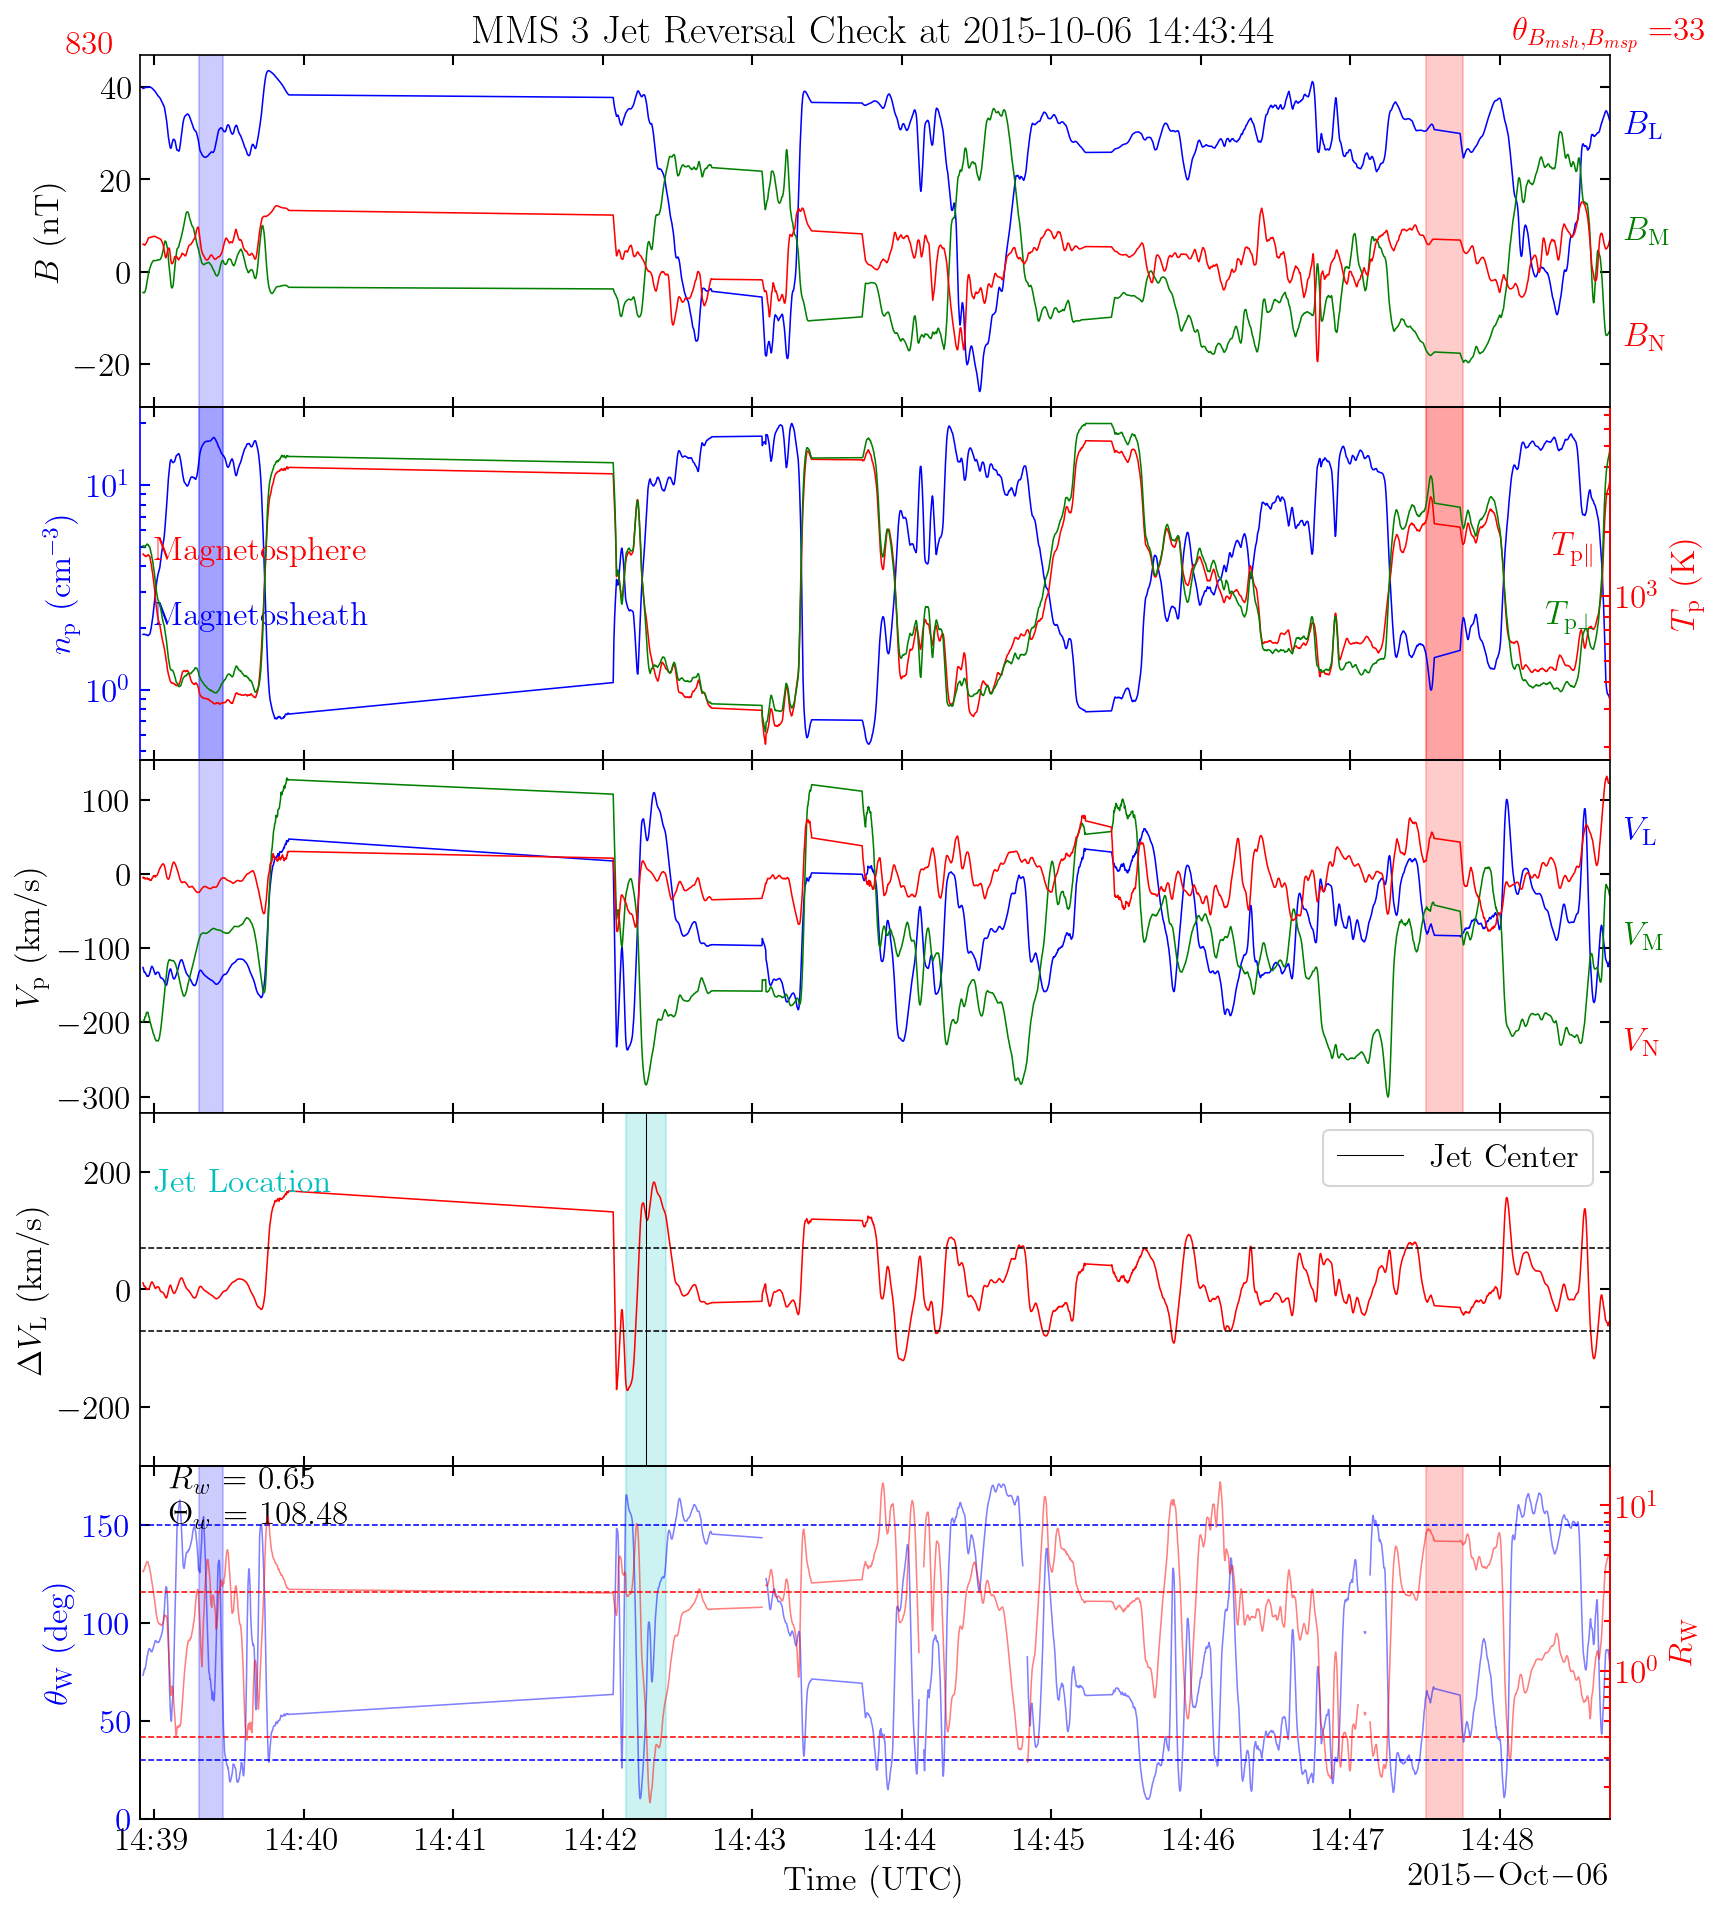 MMS 3 Jet Reversal Check at 2015-10-06 14:43:44
830
θ_{B_{msh},B_{msp}} =33
40
20
0
−20
B (nT)
B_L
B_M
B_N
10^1
10^0
n_p (cm^{−3})
Magnetosphere
Magnetosheath
T_{p∥}
T_{p⊥}
10^3
T_p (K)
100
0
−100
−200
−300
V_p (km/s)
V_L
V_M
V_N
200
0
−200
ΔV_L (km/s)
Jet Location
Jet Center
R_w = 0.65
Θ_w = 108.48
150
100
50
0
θ_W (deg)
10^1
10^0
R_W
14:39 14:40 14:41 14:42 14:43 14:44 14:45 14:46 14:47 14:48
Time (UTC)
2015−Oct−06